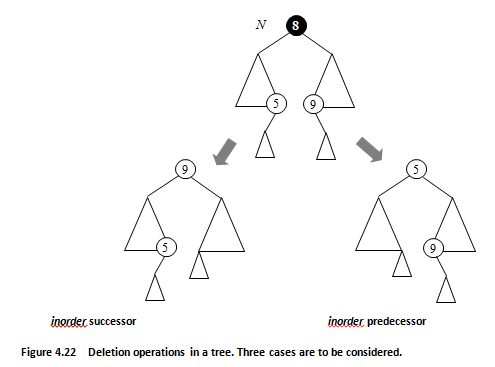 N 8
5 9
9 5
5 9
inorder successor inorder predecessor
Figure 4.22 Deletion operations in a tree. Three cases are to be considered.